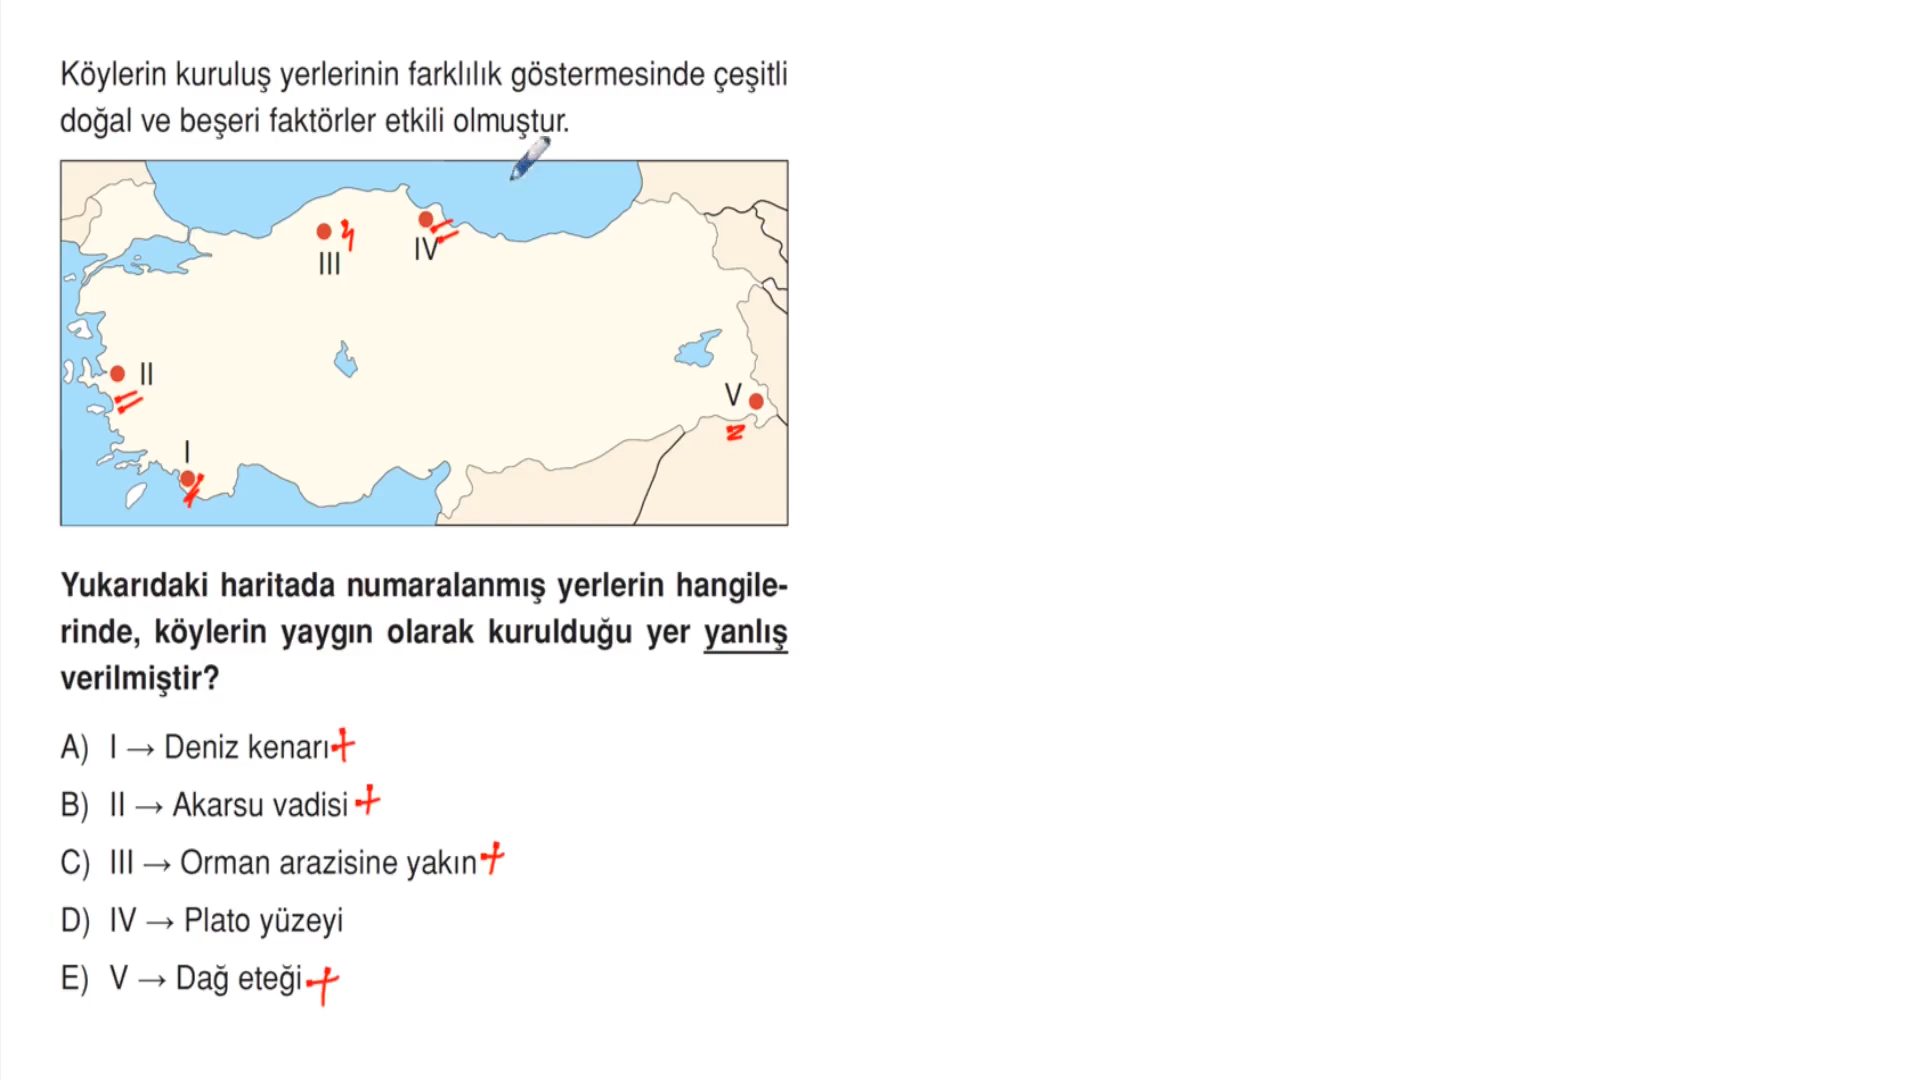 Köylerin kuruluş yerlerinin farklılık göstermesinde çeşitli
doğal ve beşeri faktörler etkili olmuştur.
III
IV
II
V
I
Yukarıdaki haritada numaralanmış yerlerin hangile-
rinde, köylerin yaygın olarak kurulduğu yer yanlış
verilmiştir?
A) I → Deniz kenarı +
B) II → Akarsu vadisi +
C) III → Orman arazisine yakın +
D) IV → Plato yüzeyi
E) V → Dağ eteği +